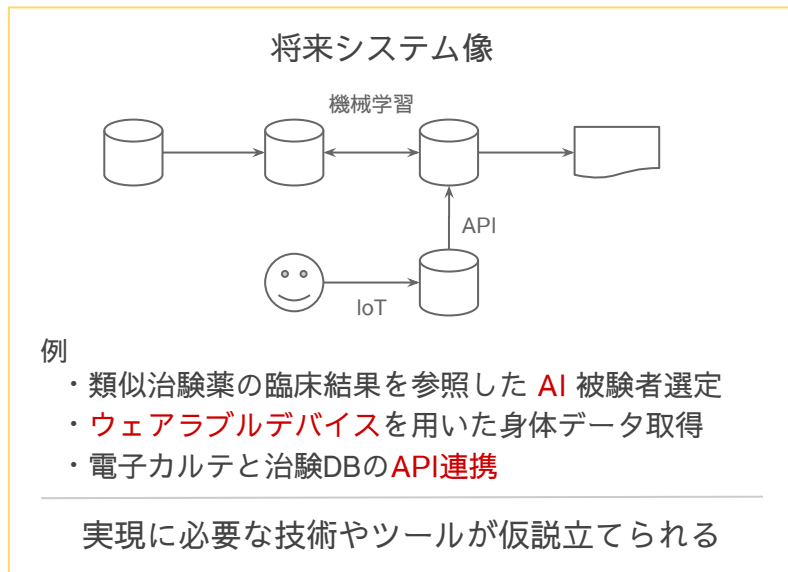 将来システム像
機械学習
API
IoT
例
・類似治験薬の臨床結果を参照した AI 被験者選定
・ウェアラブルデバイスを用いた身体データ取得
・電子カルテと治験DBのAPI連携
実現に必要な技術やツールが仮説立てられる